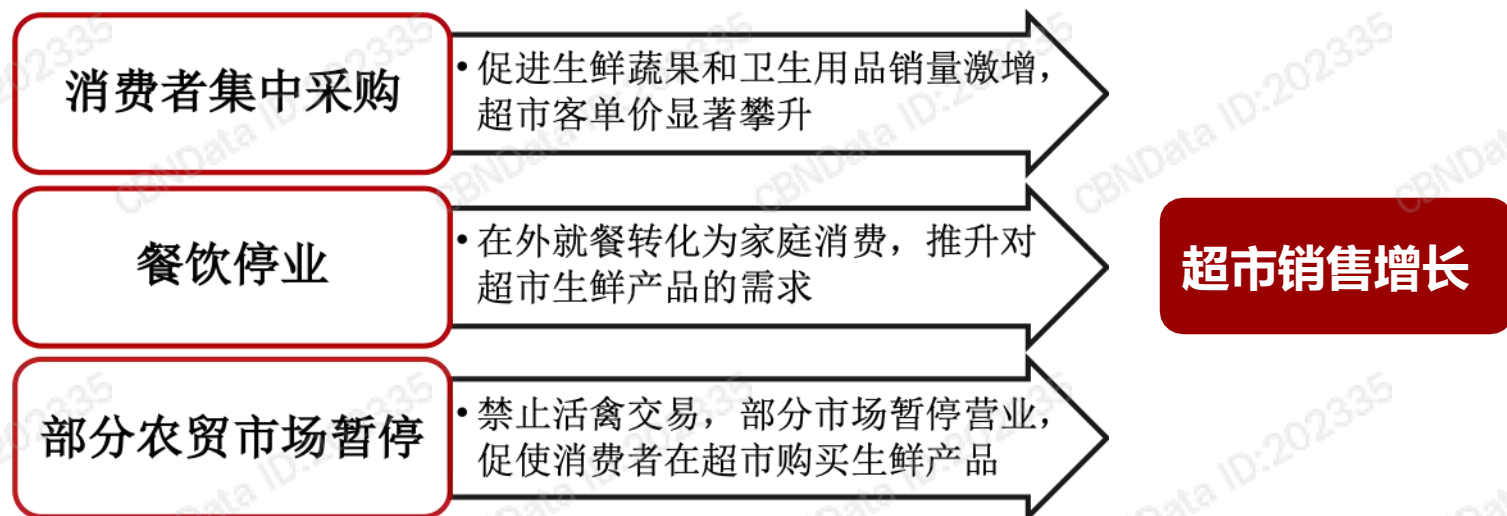 消费者集中采购
• 促进生鲜蔬果和卫生用品销量激增，
超市客单价显著攀升
餐饮停业
• 在外就餐转化为家庭消费，推升对
超市生鲜产品的需求
部分农贸市场暂停
• 禁止活禽交易，部分市场暂停营业，
促使消费者在超市购买生鲜产品
超市销售增长
CBNData ID:202335